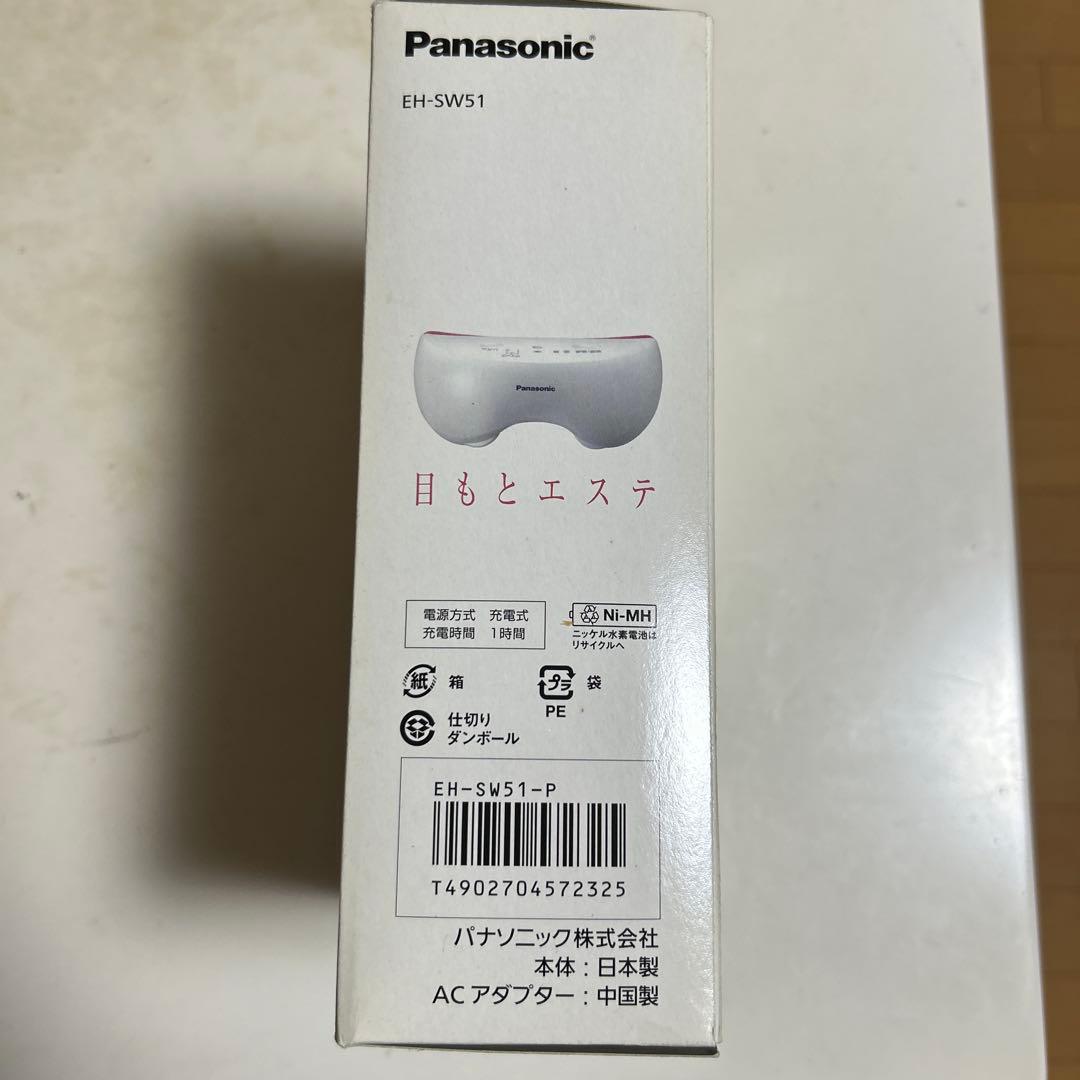 Panasonic®
EH-SW51
Panasonic
目もとエステ
電源方式 充電式
充電時間 1時間
Ni-MH
ニッケル水素電池は
リサイクルへ
紙 箱
プラ 袋
PE
仕切り
ダンボール
EH-SW51-P
T4902704572325
パナソニック株式会社
本体：日本製
ACアダプター：中国製